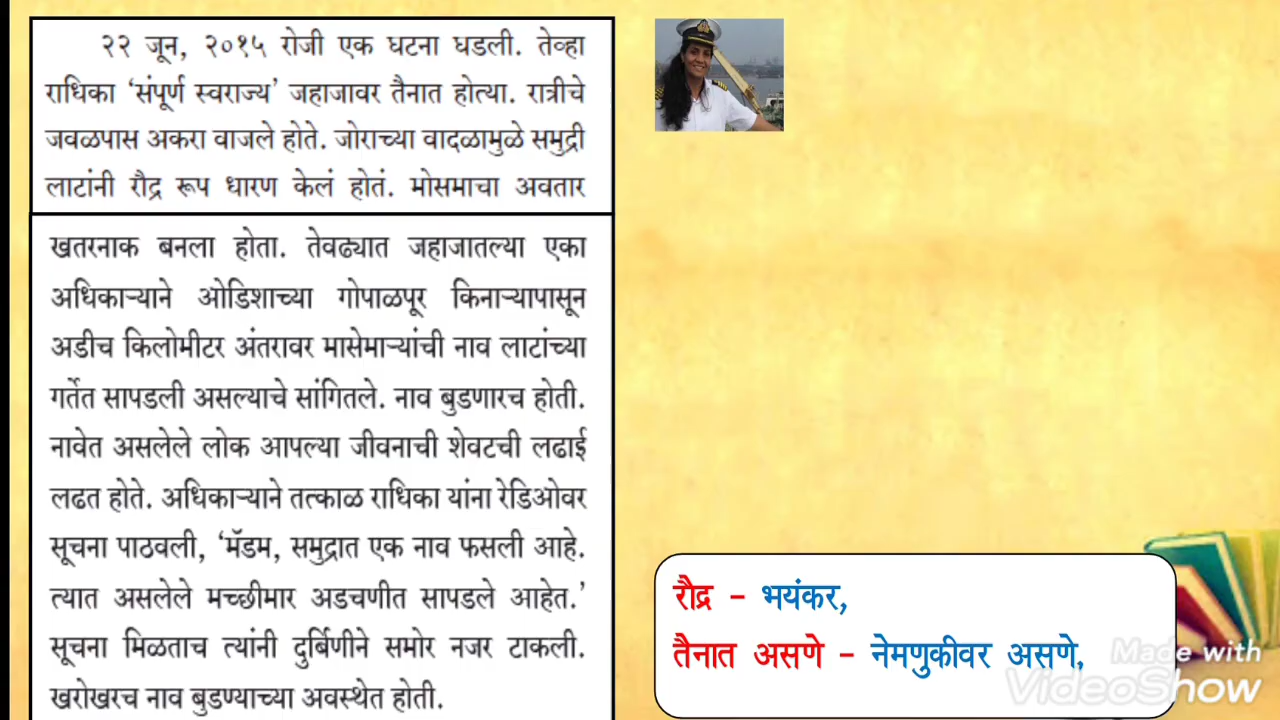 २२ जून, २०१५ रोजी एक घटना घडली. तेव्हा
राधिका ‘संपूर्ण स्वराज्य’ जहाजावर तैनात होत्या. रात्रीचे
जवळपास अकरा वाजले होते. जोराच्या वादळामुळे समुद्री
लाटांनी रौद्र रूप धारण केलं होतं. मोसमाचा अवतार
खतरनाक बनला होता. तेवढ्यात जहाजातल्या एका
अधिकाऱ्याने ओडिशाच्या गोपाळपूर किनाऱ्यापासून
अडीच किलोमीटर अंतरावर मासेमाऱ्यांची नाव लाटांच्या
गर्तेत सापडली असल्याचे सांगितले. नाव बुडणारच होती.
नावेत असलेले लोक आपल्या जीवनाची शेवटची लढाई
लढत होते. अधिकाऱ्याने तत्काळ राधिका यांना रेडिओवर
सूचना पाठवली, ‘मॅडम, समुद्रात एक नाव फसली आहे.
त्यात असलेले मच्छीमार अडचणीत सापडले आहेत.’
सूचना मिळताच त्यांनी दुर्बिणीने समोर नजर टाकली.
खरोखरच नाव बुडण्याच्या अवस्थेत होती.
रौद्र - भयंकर,
तैनात असणे - नेमणुकीवर असणे.
Made with
VideoShow